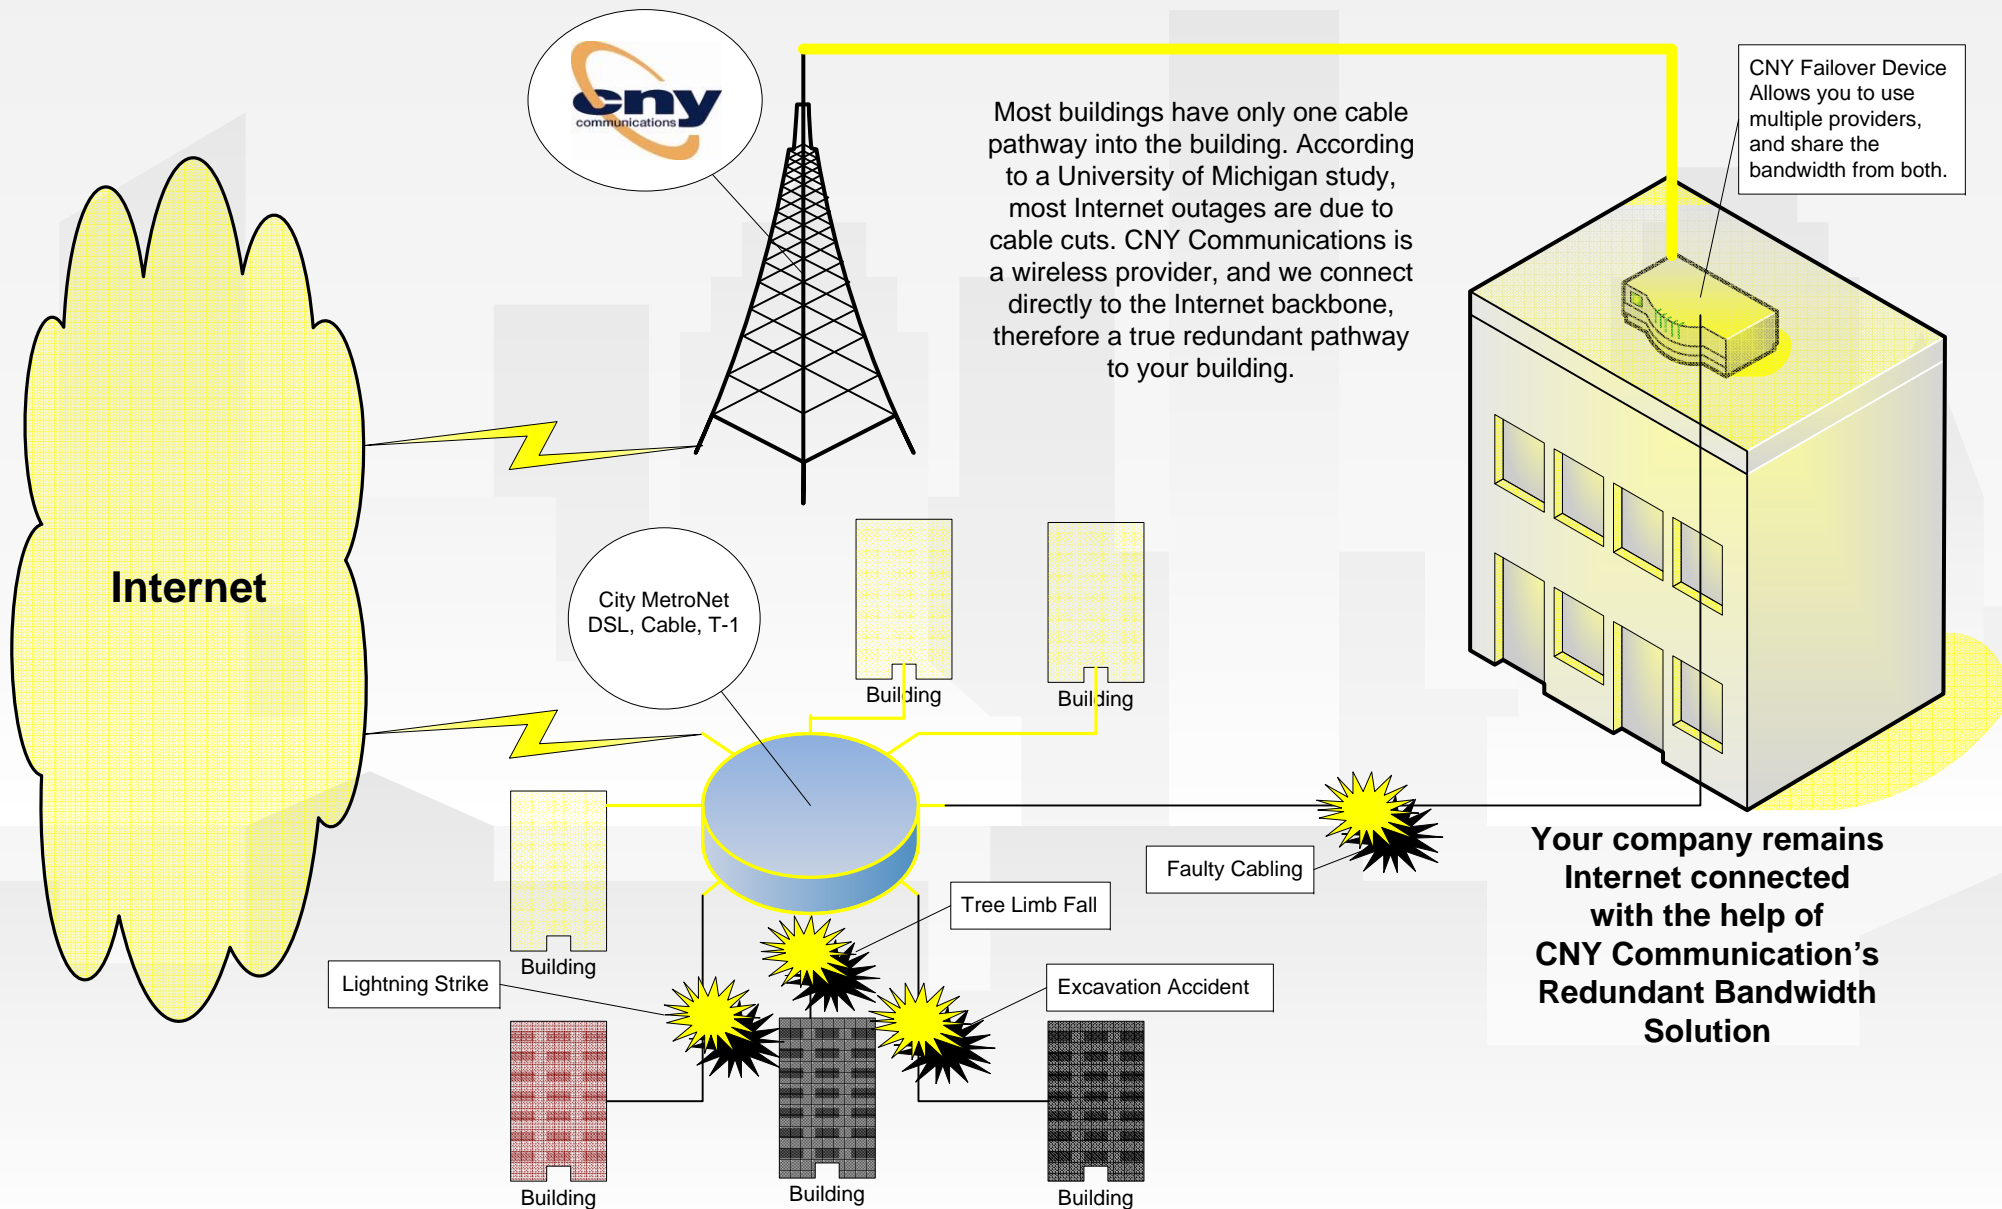 cny
communications
CNY Failover Device
Allows you to use
multiple providers,
and share the
bandwidth from both.
Most buildings have only one cable
pathway into the building. According
to a University of Michigan study,
most Internet outages are due to
cable cuts. CNY Communications is
a wireless provider, and we connect
directly to the Internet backbone,
therefore a true redundant pathway
to your building.
Internet
City MetroNet
DSL, Cable, T-1
Building
Building
Building
Faulty Cabling
Tree Limb Fall
Lightning Strike
Excavation Accident
Your company remains
Internet connected
with the help of
CNY Communication's
Redundant Bandwidth
Solution
Building
Building
Building